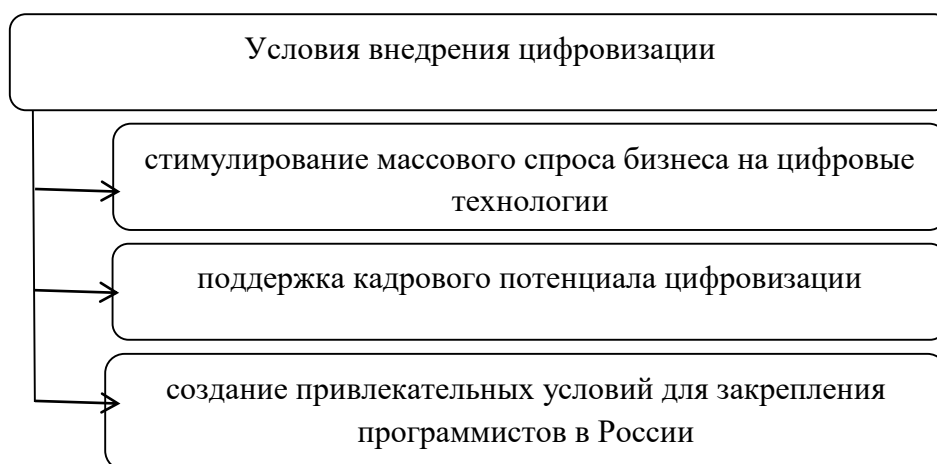 Условия внедрения цифровизации
стимулирование массового спроса бизнеса на цифровые
технологии
поддержка кадрового потенциала цифровизации
создание привлекательных условий для закрепления
программистов в России